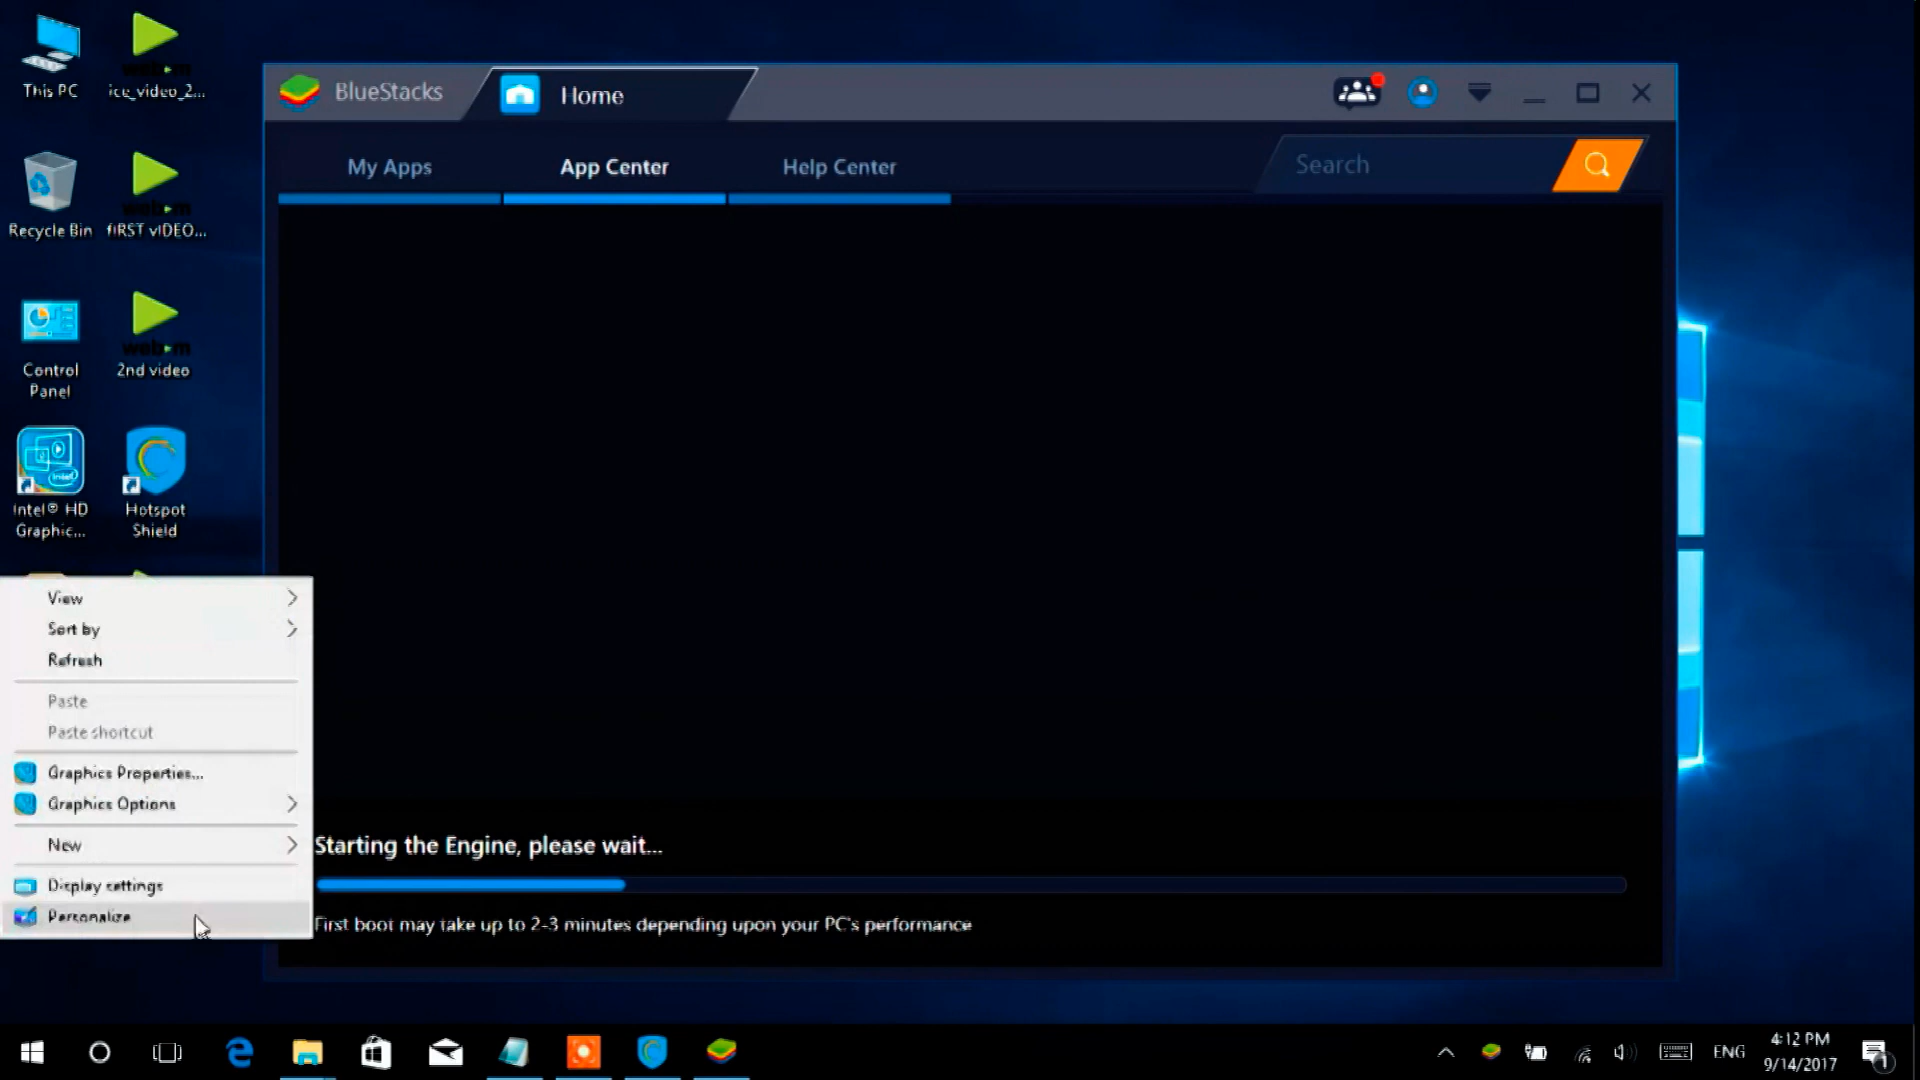 This PC
ice_video_2...
Recycle Bin
fIRST vIDEO...
Control
Panel
2nd video
Intel® HD
Graphic...
Hotspot
Shield
BlueStacks
Home
My Apps
App Center
Help Center
Search
View
Sort by
Refresh
Paste
Paste shortcut
Graphics Properties...
Graphics Options
New
Display settings
Personalize
Starting the Engine, please wait...
First boot may take up to 2-3 minutes depending upon your PC's performance
ENG
4:12 PM
9/14/2017
1